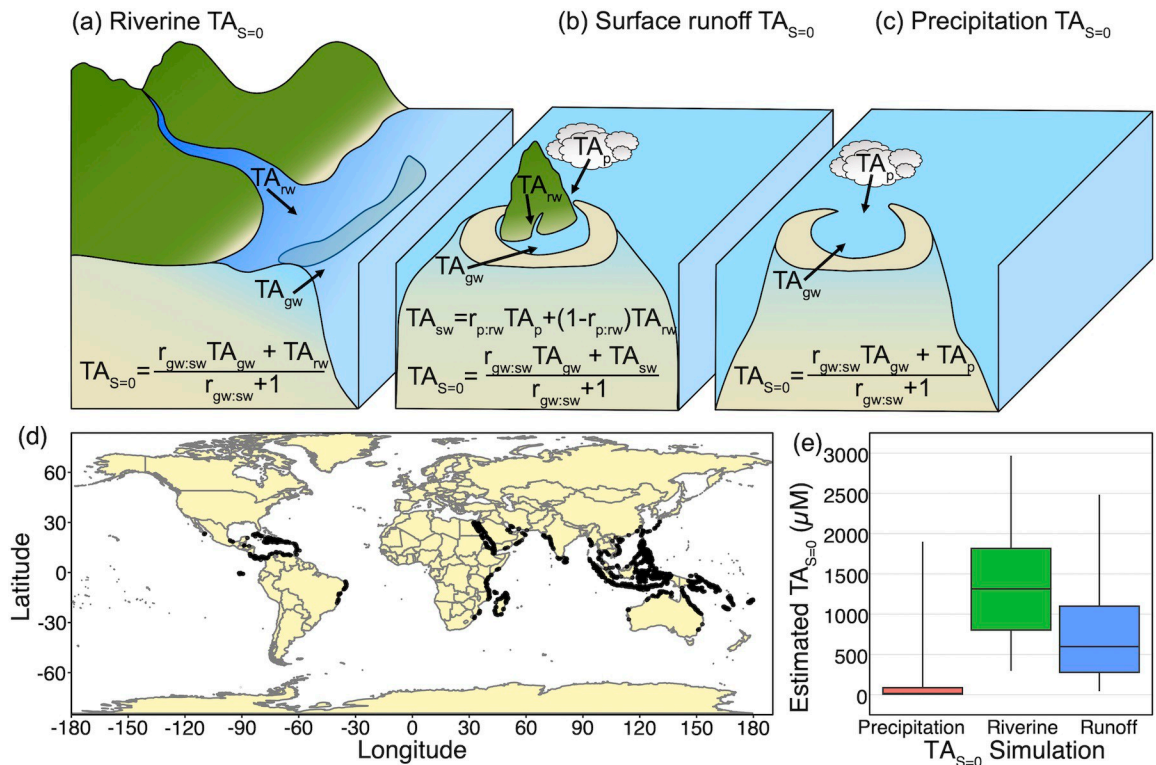 (a) Riverine TA_S=0
(b) Surface runoff TA_S=0
(c) Precipitation TA_S=0
TA_rw
TA_gw
TA_S=0 = (r_gw:sw TA_gw + TA_rw) / (r_gw:sw +1)
TA_p
TA_rw
TA_gw
TA_sw=r_p:rw TA_p+(1-r_p:rw)TA_rw
TA_S=0 = (r_gw:sw TA_gw + TA_sw) / (r_gw:sw +1)
TA_p
TA_gw
TA_S=0 = (r_gw:sw TA_gw + TA_p) / (r_gw:sw +1)
(d)
Latitude
60
30
0
-30
-60
-180 -150 -120 -90 -60 -30 0 30 60 90 120 150 180
Longitude
(e)
Estimated TA_S=0 (µM)
3000
2500
2000
1500
1000
500
0
Precipitation Riverine Runoff
TA_S=0 Simulation